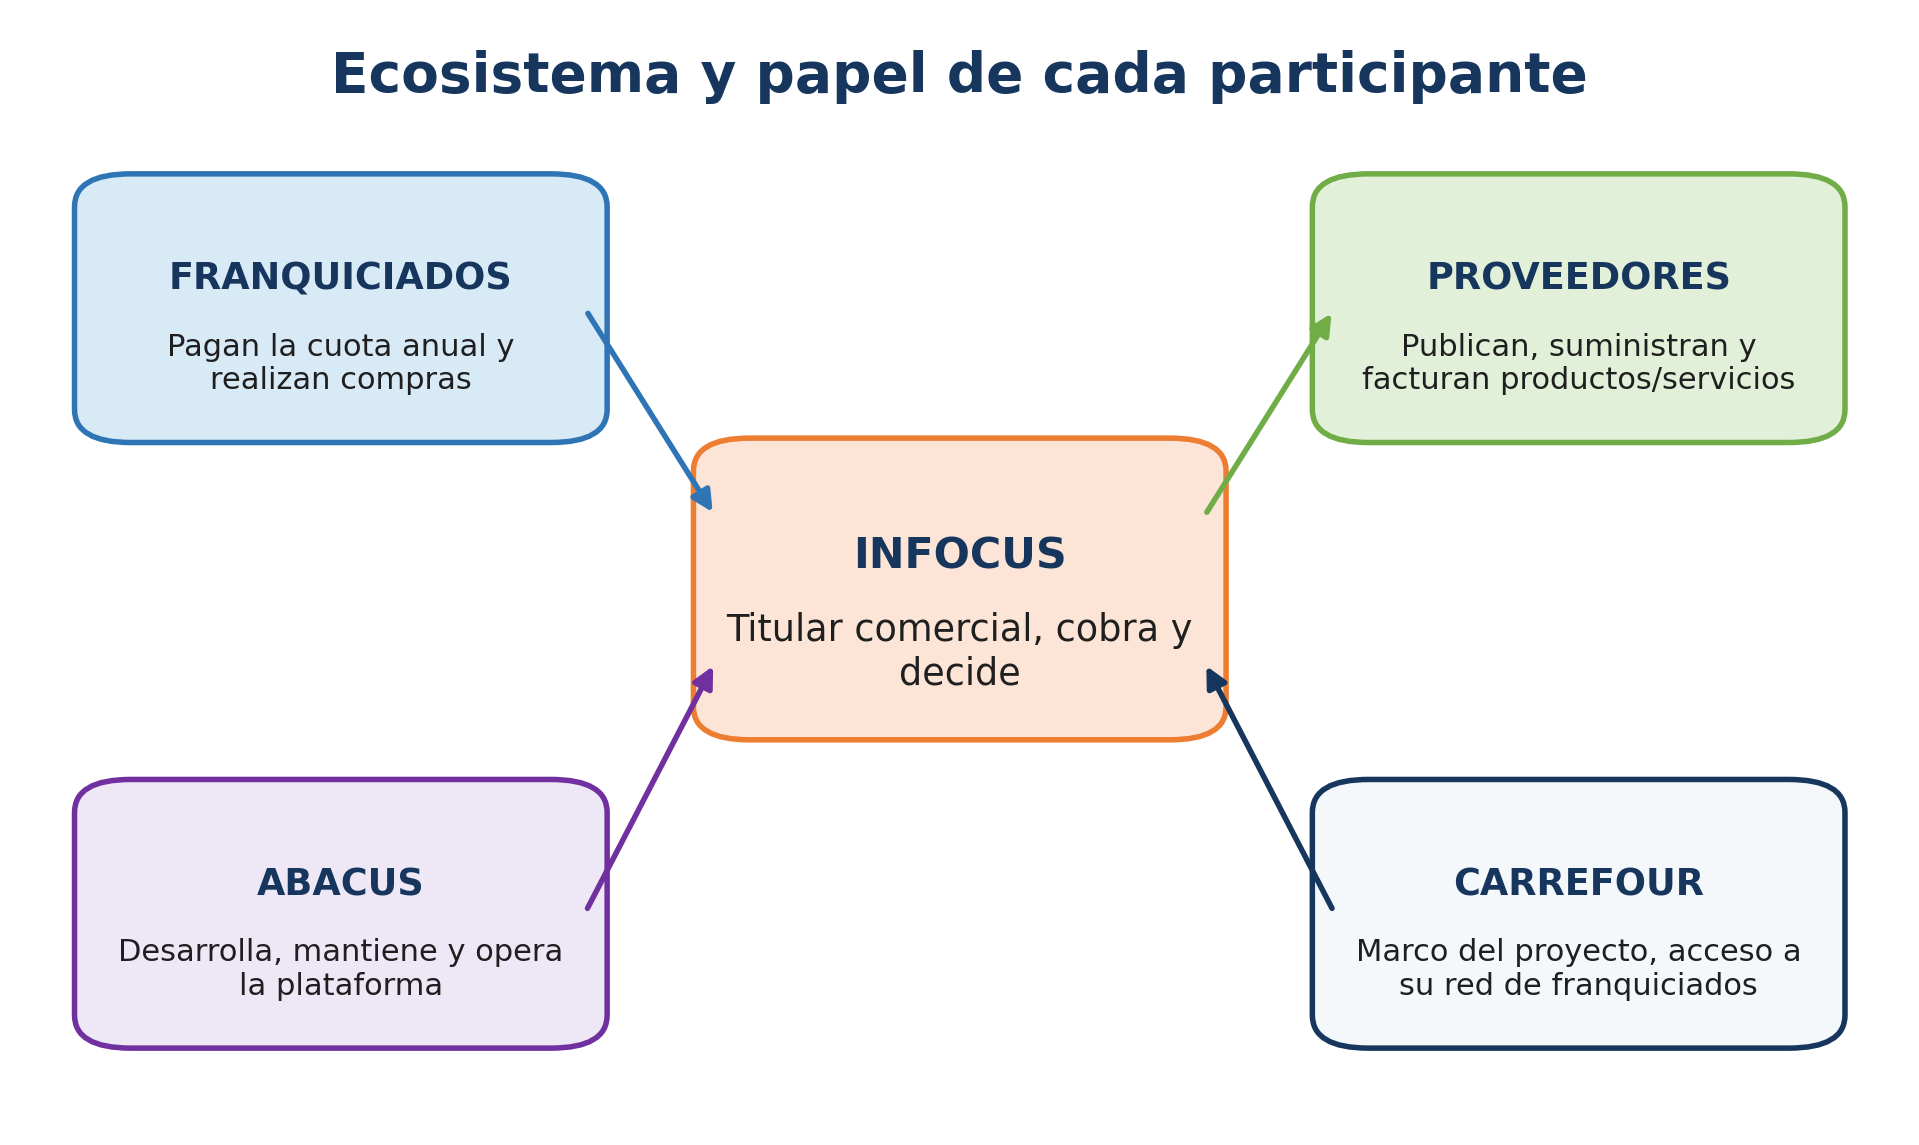 Ecosistema y papel de cada participante
FRANQUICIADOS
Pagan la cuota anual y
realizan compras
PROVEEDORES
Publican, suministran y
facturan productos/servicios
INFOCUS
Titular comercial, cobra y
decide
ABACUS
Desarrolla, mantiene y opera
la plataforma
CARREFOUR
Marco del proyecto, acceso a
su red de franquiciados